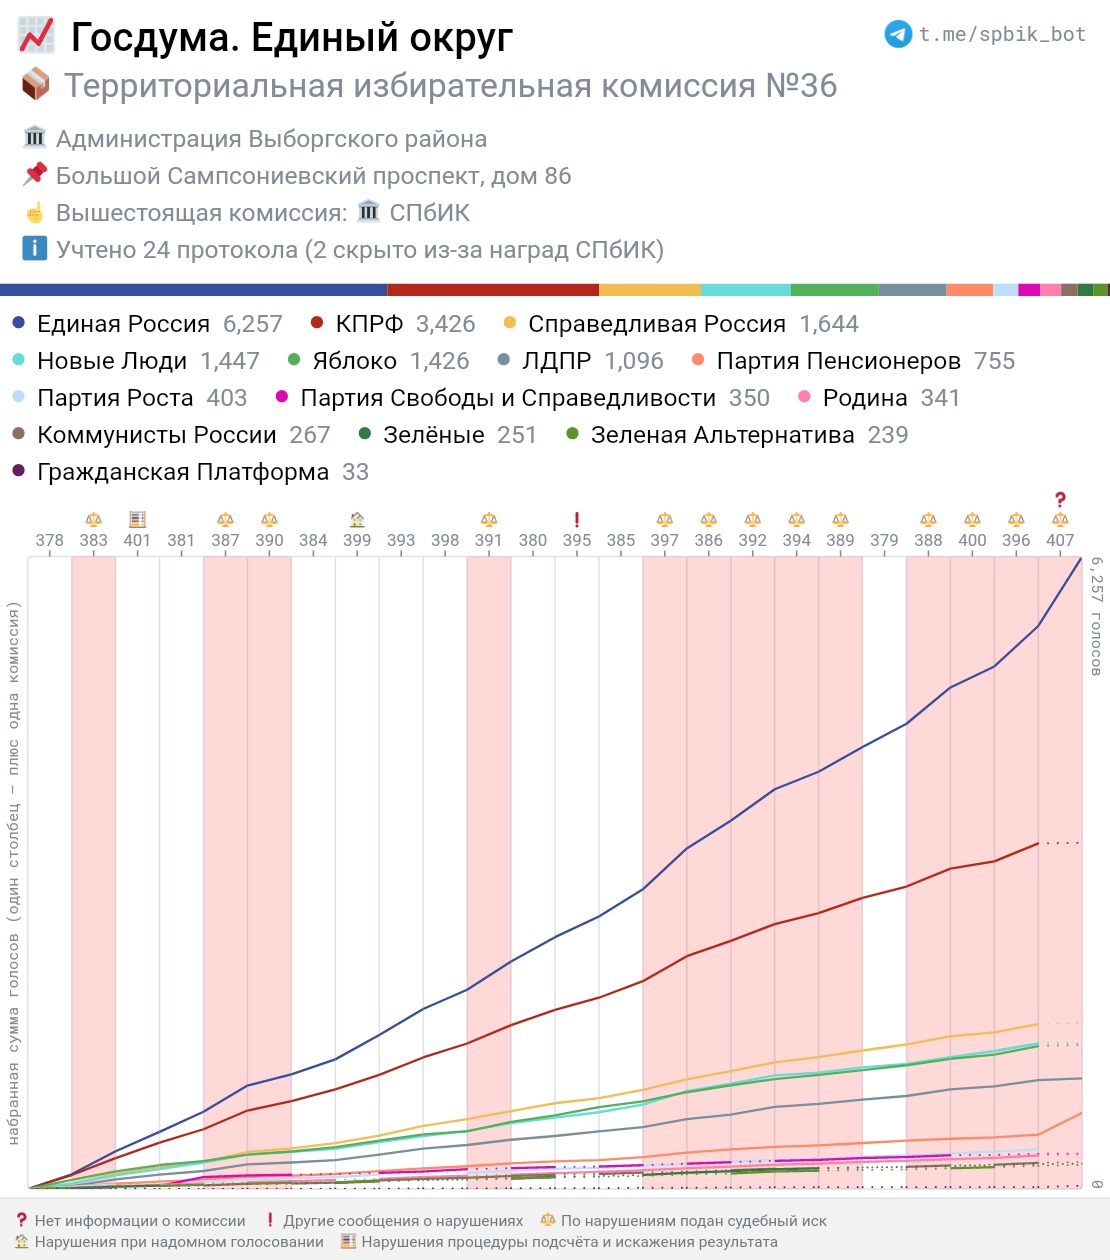 Госдума. Единый округ
t.me/spbik_bot
Территориальная избирательная комиссия №36
Администрация Выборгского района
Большой Сампсониевский проспект, дом 86
Вышестоящая комиссия: СПбИК
Учтено 24 протокола (2 скрыто из-за наград СПбИК)
Единая Россия 6,257 КПРФ 3,426 Справедливая Россия 1,644
Новые Люди 1,447 Яблоко 1,426 ЛДПР 1,096 Партия Пенсионеров 755
Партия Роста 403 Партия Свободы и Справедливости 350 Родина 341
Коммунисты России 267 Зелёные 251 Зеленая Альтернатива 239
Гражданская Платформа 33
378 383 401 381 387 390 384 399 393 398 391 380 395 385 397 386 392 394 389 379 388 400 396 407
набранная сумма голосов (один столбец — плюс одна комиссия)
6,257 голосов
0
Нет информации о комиссии Другие сообщения о нарушениях По нарушениям подан судебный иск
Нарушения при надомном голосовании Нарушения процедуры подсчёта и искажения результата